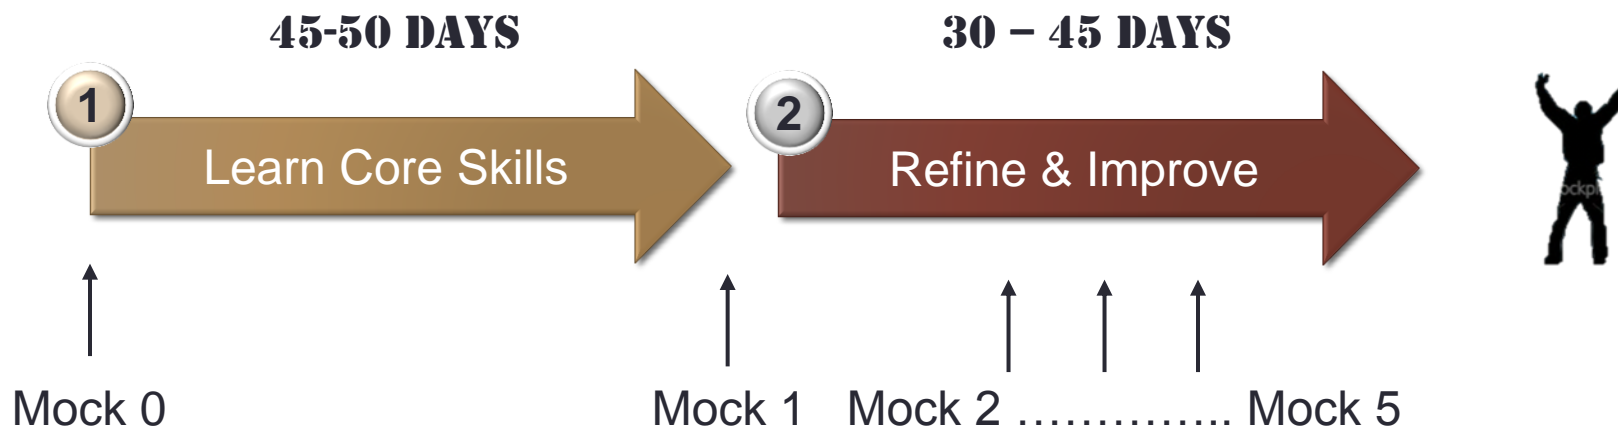 45-50 DAYS
30 – 45 DAYS
1
Learn Core Skills
2
Refine & Improve
Mock 0
Mock 1
Mock 2 .............. Mock 5